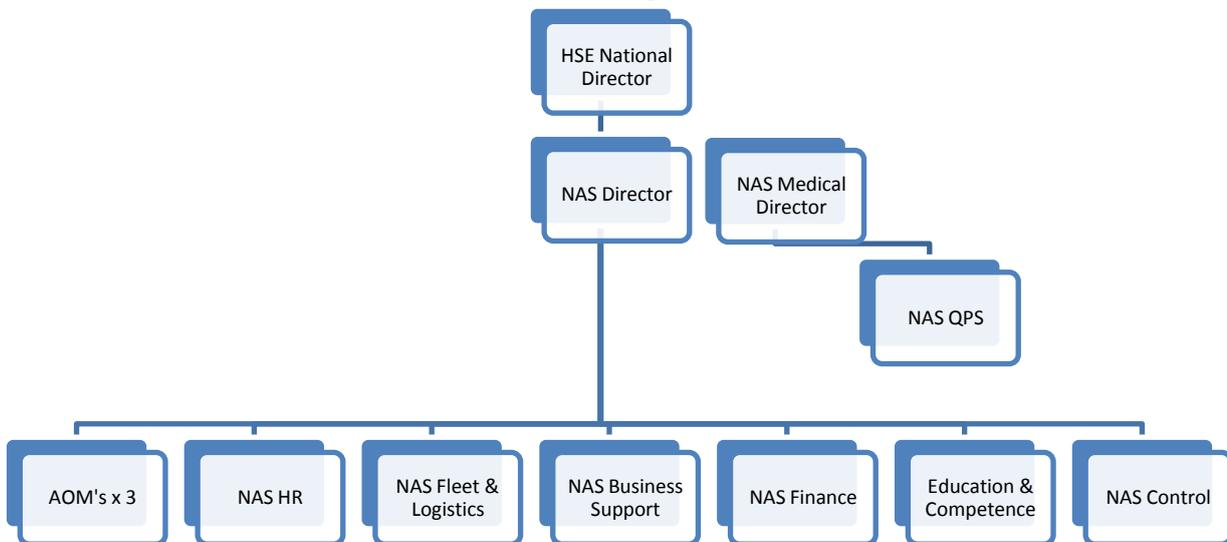 HSE National
Director
NAS Director
NAS Medical
Director
NAS QPS
AOM's x 3
NAS HR
NAS Fleet &
Logistics
NAS Business
Support
NAS Finance
Education &
Competence
NAS Control